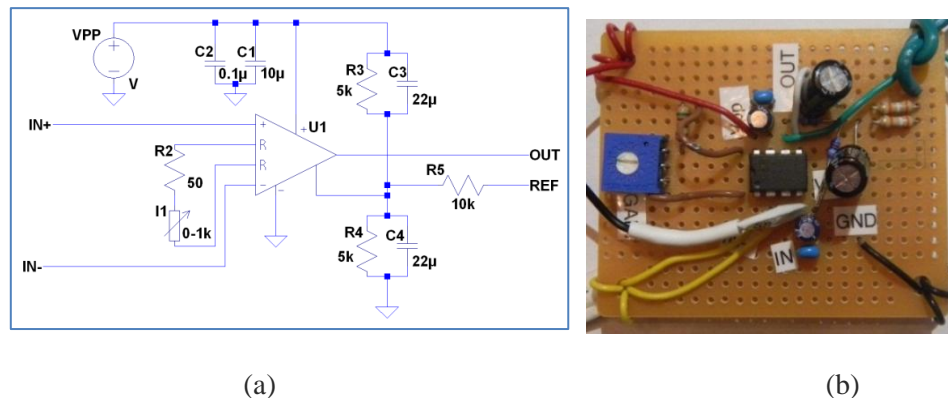 VPP
+
−
V
C2
0.1µ
C1
10µ
R3
5k
C3
22µ
IN+
+
R
R
−
U1
+
−
R2
50
I1
0-1k
IN-
OUT
R5
REF
10k
R4
5k
C4
22µ
OUT
GND
IN
(a)
(b)